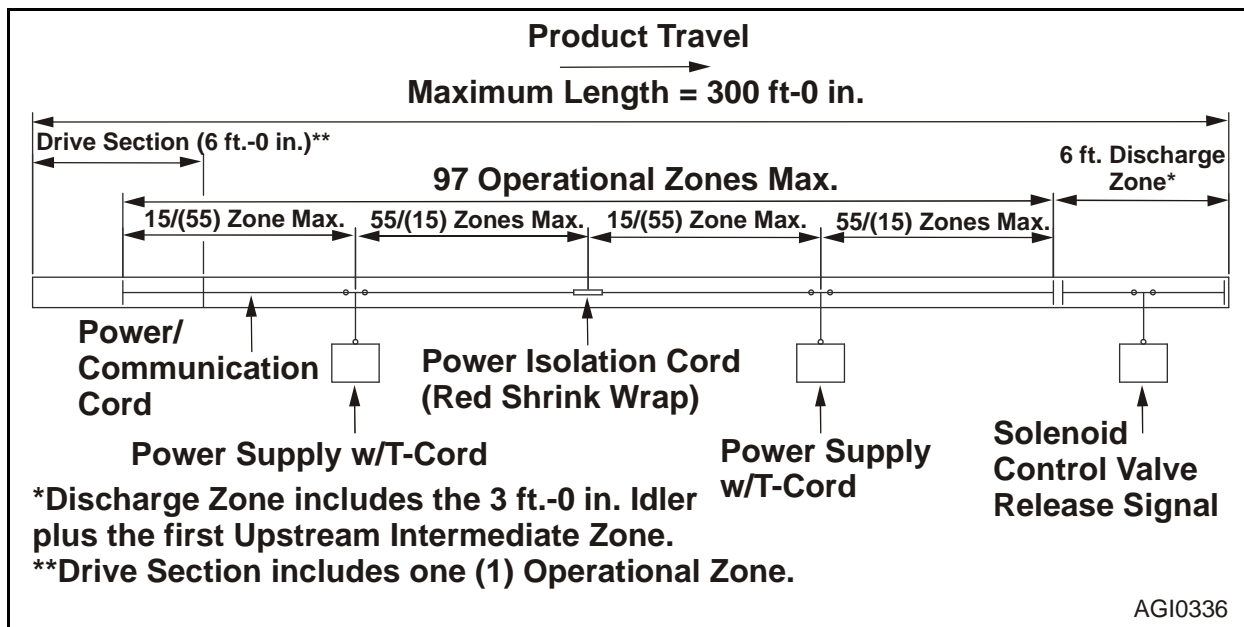 Product Travel
Maximum Length = 300 ft-0 in.
Drive Section (6 ft.-0 in.)**
6 ft. Discharge
Zone*
97 Operational Zones Max.
15/(55) Zone Max.
55/(15) Zones Max.
15/(55) Zone Max.
55/(15) Zones Max.
Power/
Communication
Cord
Power Isolation Cord
(Red Shrink Wrap)
Power Supply w/T-Cord
Power Supply
w/T-Cord
Solenoid
Control Valve
Release Signal
*Discharge Zone includes the 3 ft.-0 in. Idler
plus the first Upstream Intermediate Zone.
**Drive Section includes one (1) Operational Zone.
AGI0336